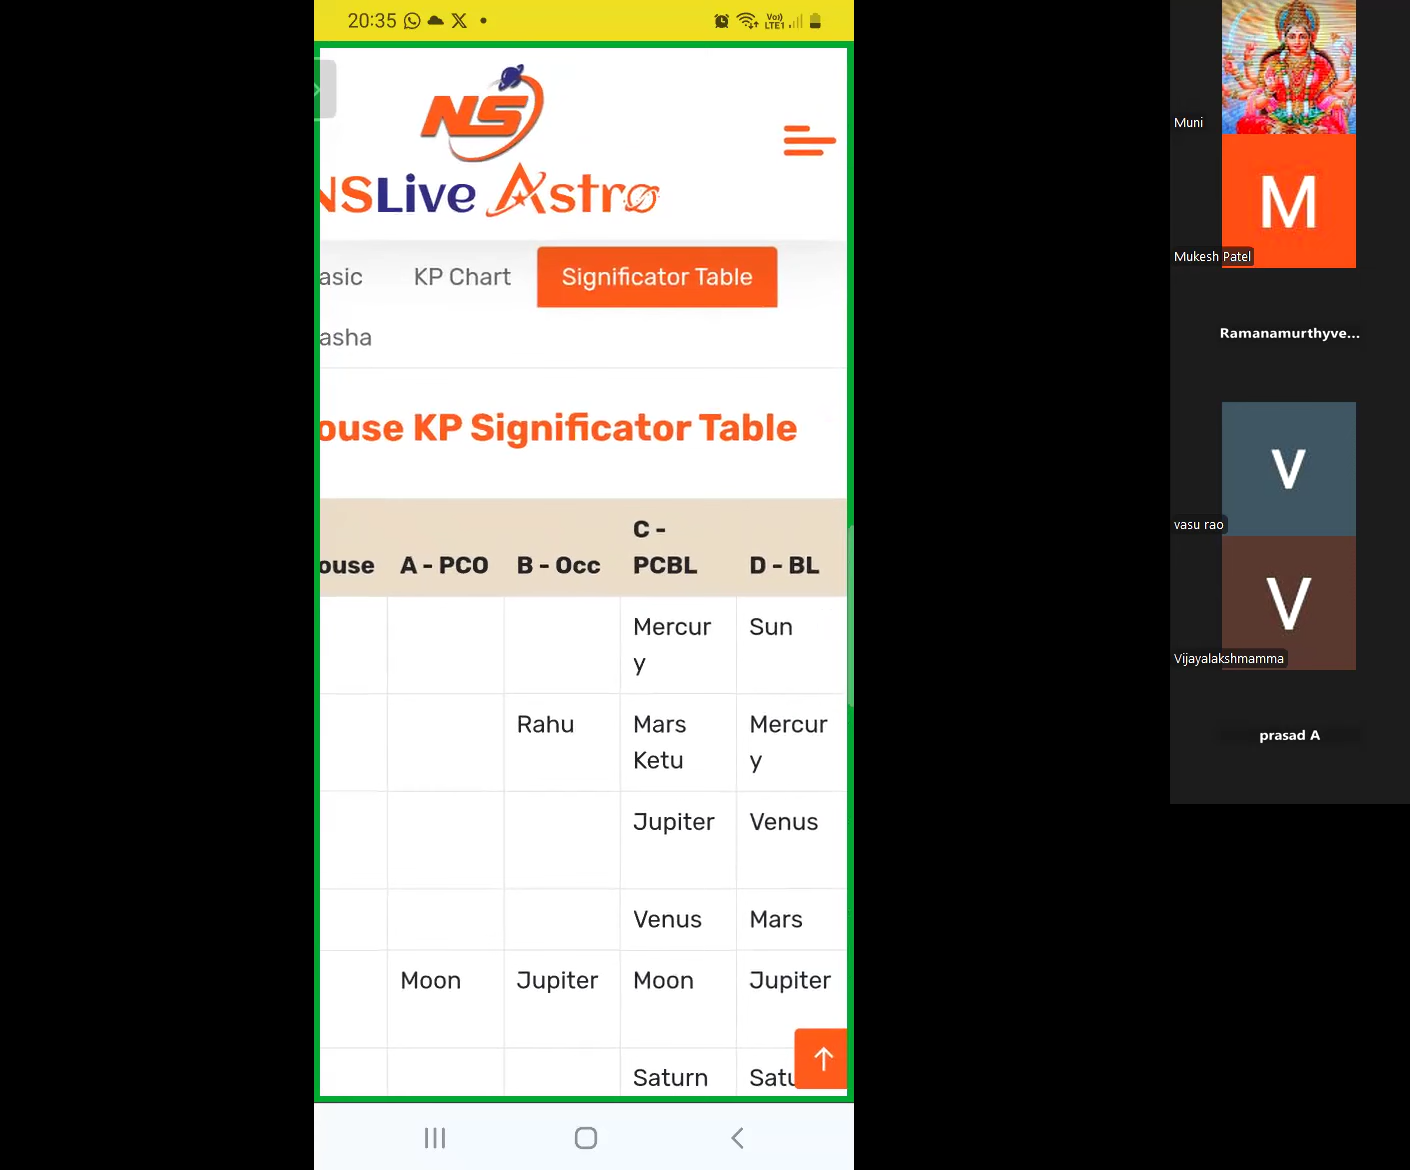 20:35
Vo))
LTE1
NS
NSLive Astro
asic KP Chart Significator Table
asha
ouse KP Significator Table
ouse A - PCO B - Occ C - PCBL D - BL
Mercur
y Sun
Rahu Mars
Ketu Mercur
y
Jupiter Venus
Venus Mars
Moon Jupiter Moon Jupiter
Saturn Satu
Muni
M
Mukesh Patel
Ramanamurthyve...
V
vasu rao
V
Vijayalakshmamma
prasad A